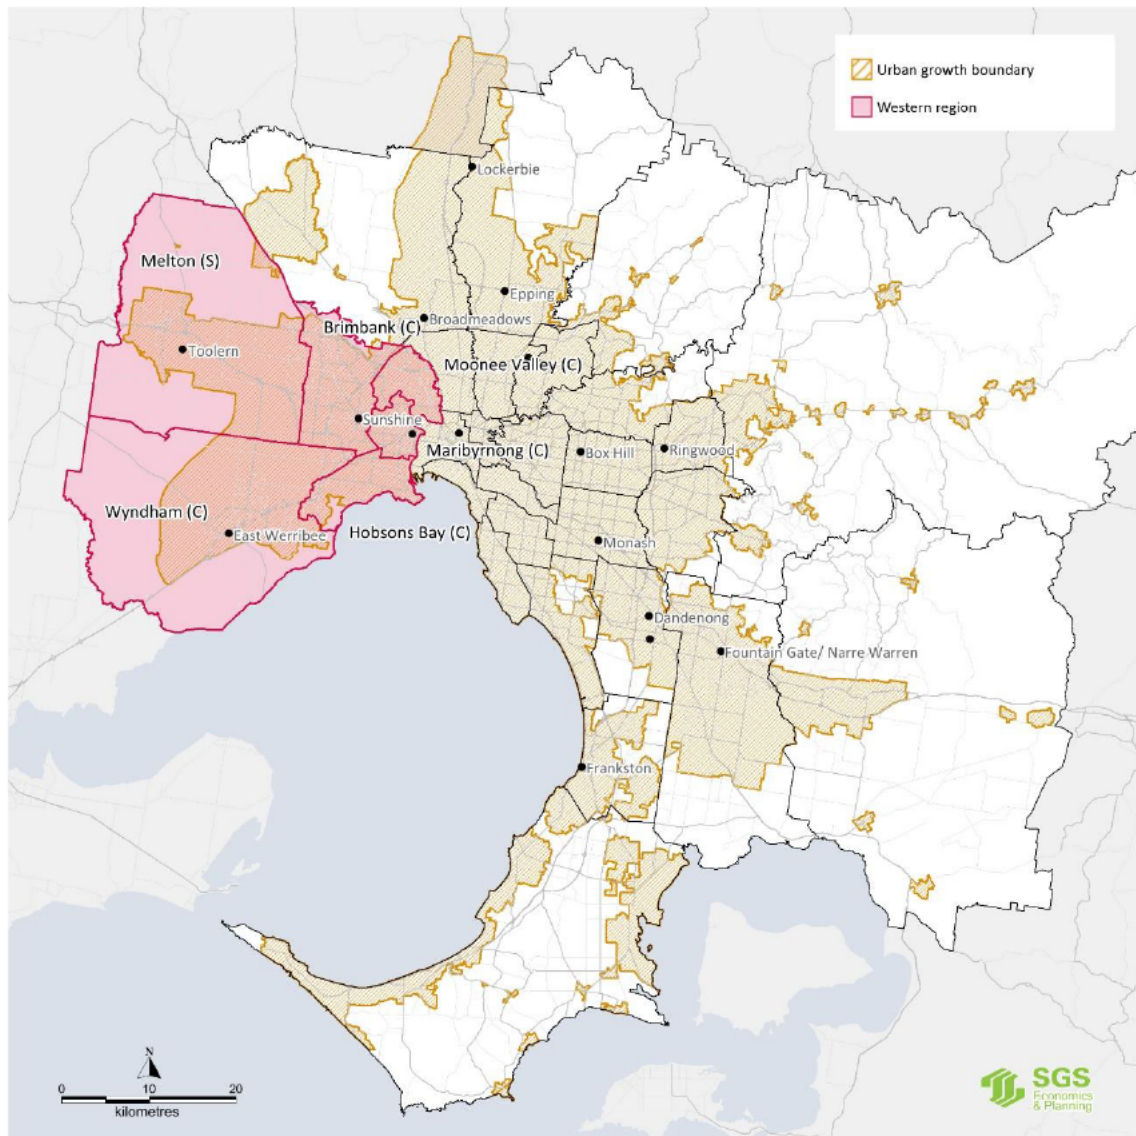 Urban growth boundary
Western region
Lockerbie
Melton (S)
Epping
Broadmeadows
Brimbank (C)
Toolern
Moonee Valley (C)
Sunshine
Maribyrnong (C)
Box Hill
Ringwood
Wyndham (C)
East Werribee
Hobsons Bay (C)
Monash
Dandenong
Fountain Gate/ Narre Warren
Frankston
N
0 10 20
kilometres
SGS
Economics
& Planning